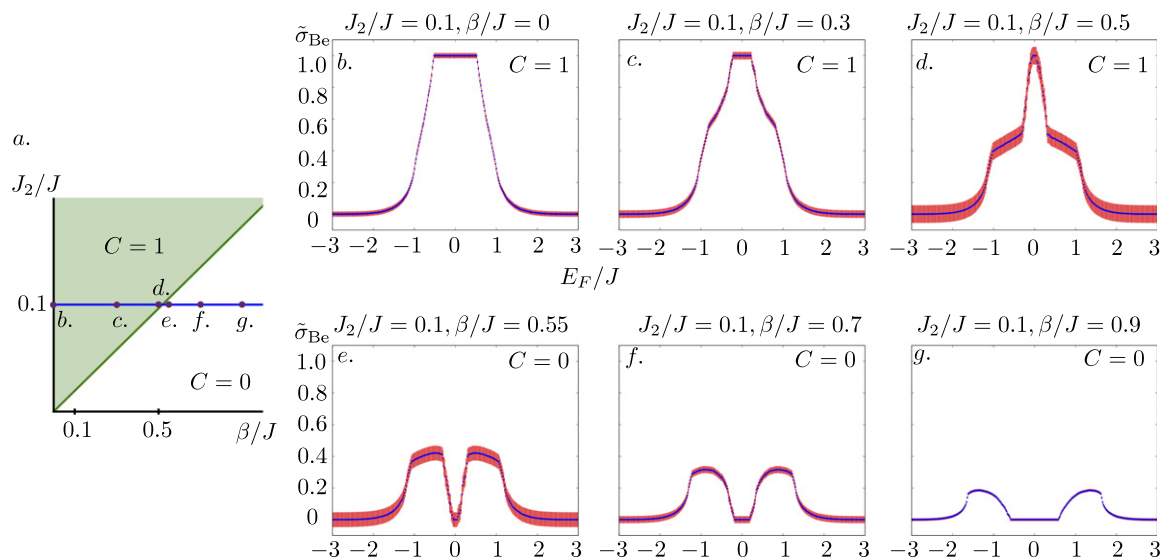 a.
J₂/J
C = 1
0.1
b. c. d. e. f. g.
C = 0
0.1 0.5 β/J
J₂/J = 0.1, β/J = 0
σ̃_Be
b.
C = 1
1.0
0.8
0.6
0.4
0.2
0
−3 −2 −1 0 1 2 3
J₂/J = 0.1, β/J = 0.3
c.
C = 1
−3 −2 −1 0 1 2 3
E_F/J
J₂/J = 0.1, β/J = 0.5
d.
C = 1
−3 −2 −1 0 1 2 3
J₂/J = 0.1, β/J = 0.55
σ̃_Be
e.
C = 0
1.0
0.8
0.6
0.4
0.2
0
−3 −2 −1 0 1 2 3
J₂/J = 0.1, β/J = 0.7
f.
C = 0
−3 −2 −1 0 1 2 3
J₂/J = 0.1, β/J = 0.9
g.
C = 0
−3 −2 −1 0 1 2 3